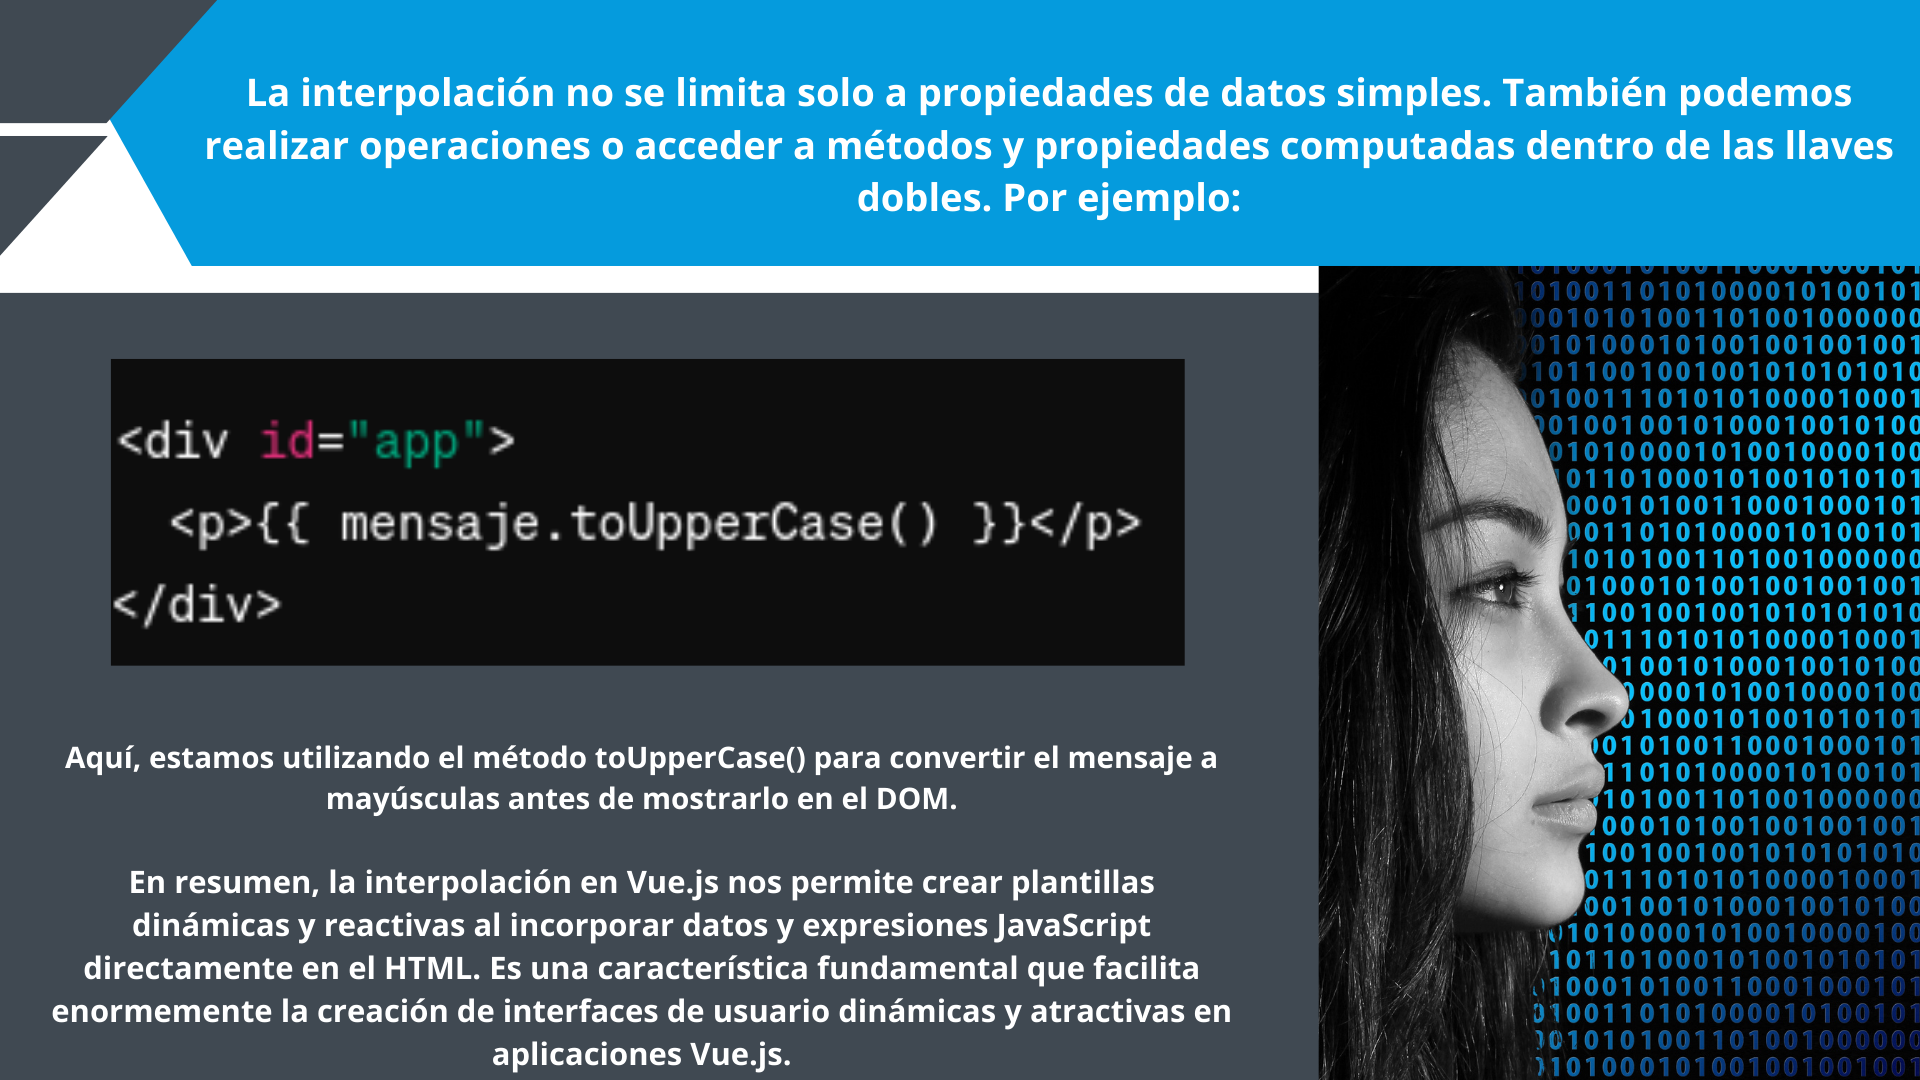 La interpolación no se limita solo a propiedades de datos simples. También podemos
realizar operaciones o acceder a métodos y propiedades computadas dentro de las llaves
dobles. Por ejemplo:
<div id="app">
<p>{{ mensaje.toUpperCase() }}</p>
</div>
Aquí, estamos utilizando el método toUpperCase() para convertir el mensaje a
mayúsculas antes de mostrarlo en el DOM.
En resumen, la interpolación en Vue.js nos permite crear plantillas
dinámicas y reactivas al incorporar datos y expresiones JavaScript
directamente en el HTML. Es una característica fundamental que facilita
enormemente la creación de interfaces de usuario dinámicas y atractivas en
aplicaciones Vue.js.